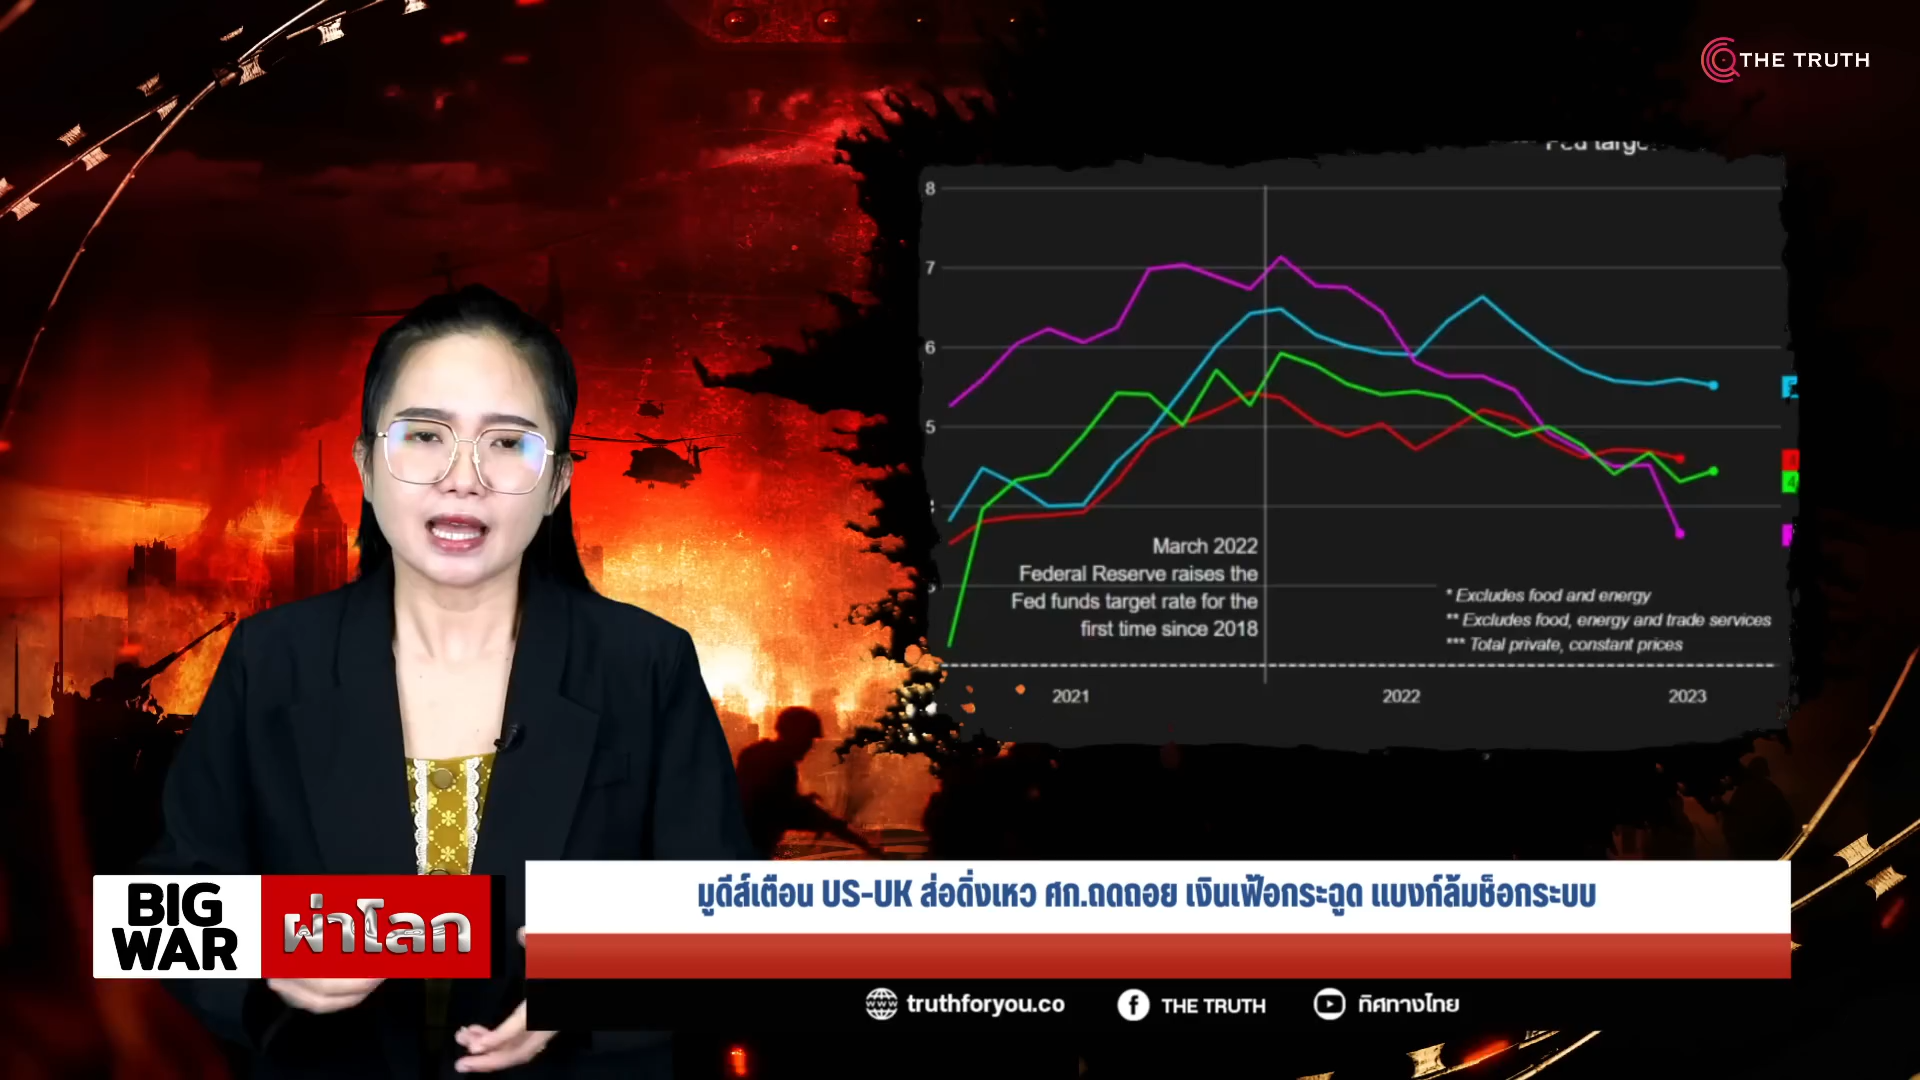 THE TRUTH
8
7
6
5
March 2022
Federal Reserve raises the
Fed funds target rate for the
first time since 2018
* Excludes food and energy
** Excludes food, energy and trade services
*** Total private, constant prices
2021 2022 2023
BIG
WAR
ผ่าโลก
มูดีส์เตือน US-UK ส่อดิ่งเหว ศก.ถดถอย เงินเฟ้อกระฉูด แบงก์ล้มช็อกระบบ
truthforyou.co THE TRUTH ทิศทางไทย